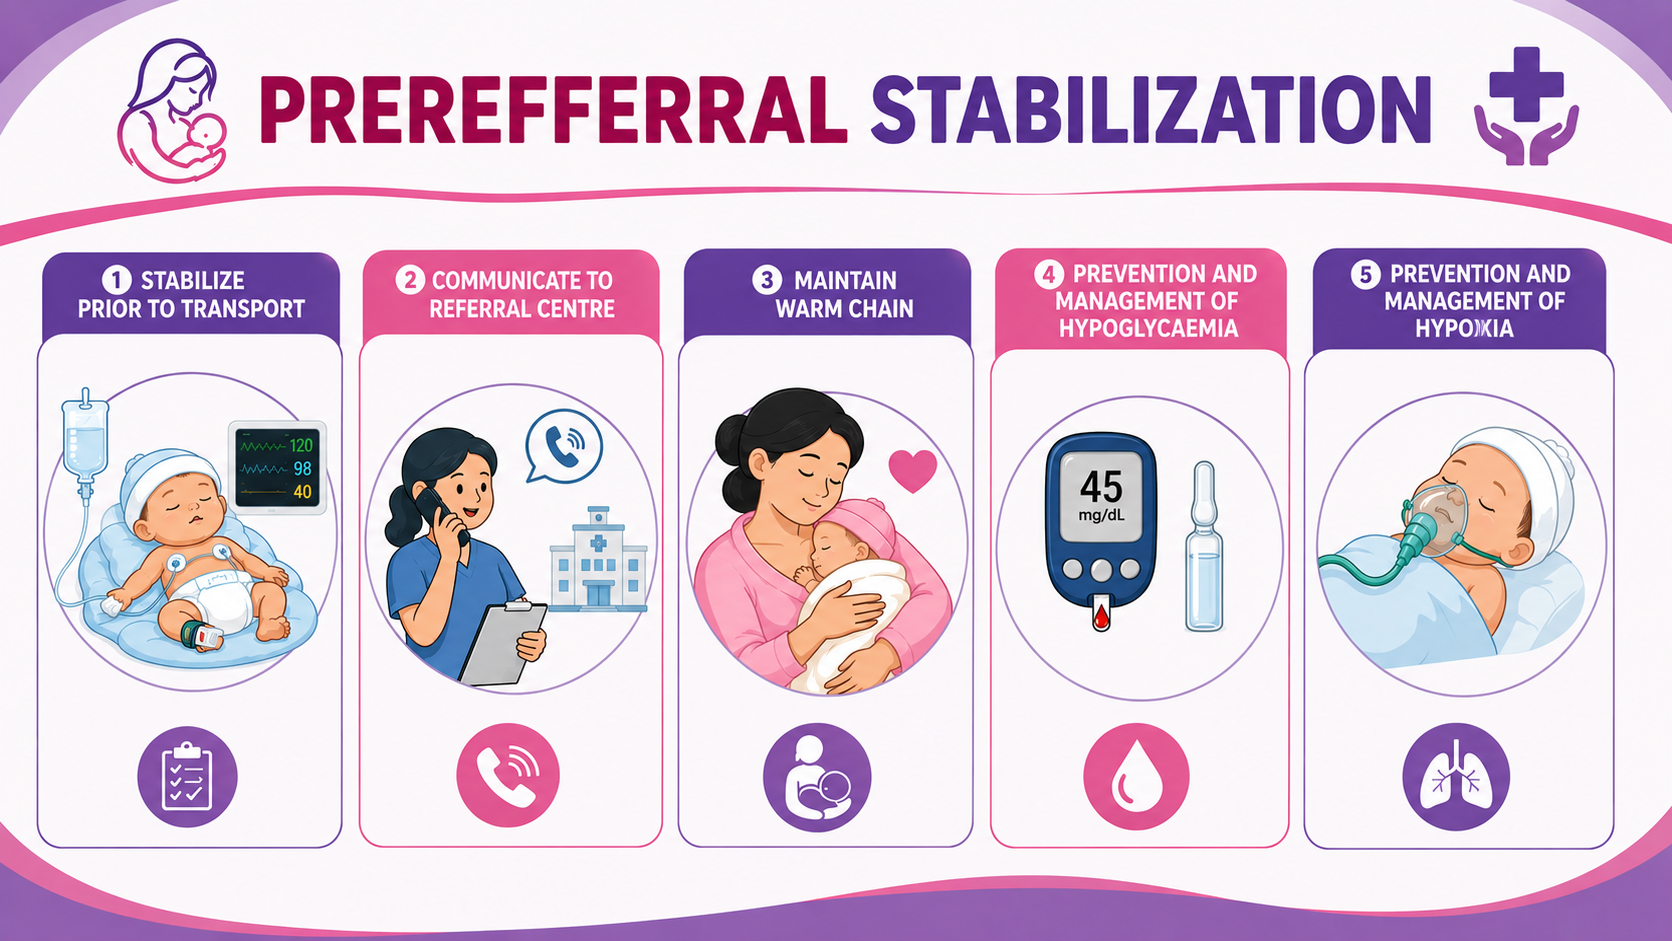 PREREFFERRAL STABILIZATION
1 STABILIZE
PRIOR TO TRANSPORT
2 COMMUNICATE TO
REFERRAL CENTRE
3 MAINTAIN
WARM CHAIN
4 PREVENTION AND
MANAGEMENT OF
HYPOGLYCAEMIA
5 PREVENTION AND
MANAGEMENT OF
120
98
40
45
mg/dL